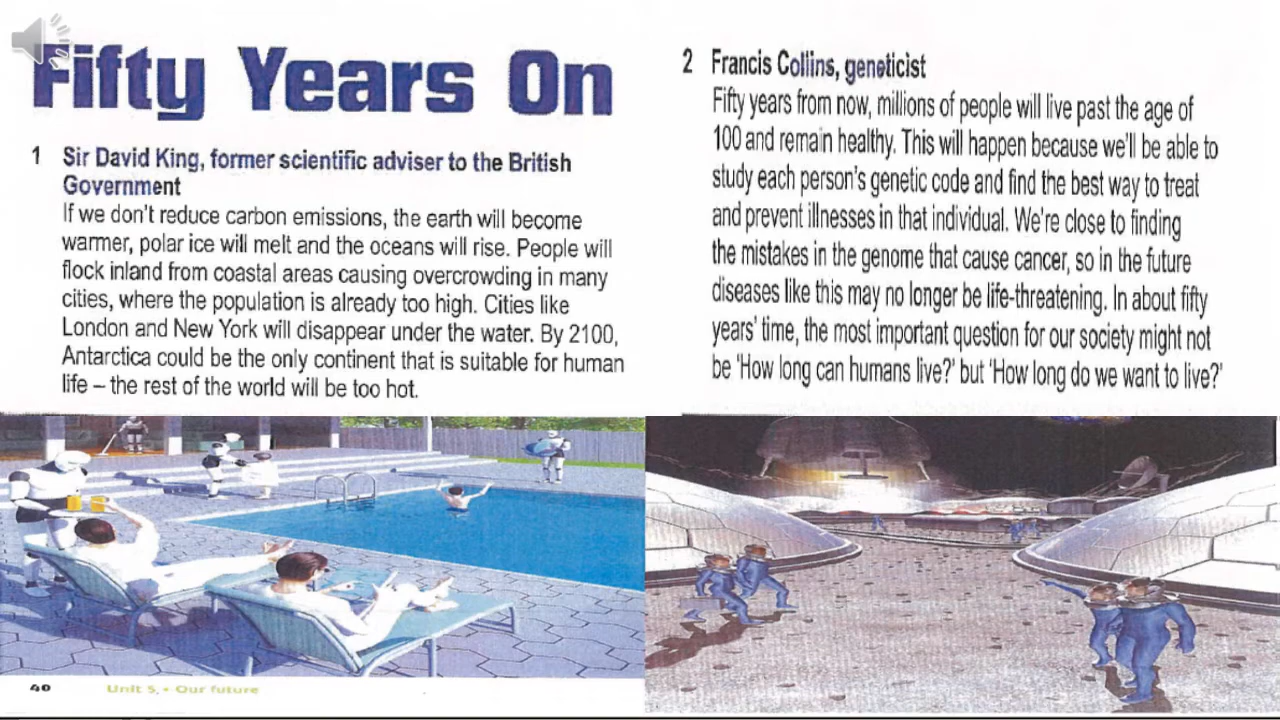 Fifty Years On
1 Sir David King, former scientific adviser to the British
Government
If we don't reduce carbon emissions, the earth will become
warmer, polar ice will melt and the oceans will rise. People will
flock inland from coastal areas causing overcrowding in many
cities, where the population is already too high. Cities like
London and New York will disappear under the water. By 2100,
Antarctica could be the only continent that is suitable for human
life – the rest of the world will be too hot.
2 Francis Collins, geneticist
Fifty years from now, millions of people will live past the age of
100 and remain healthy. This will happen because we'll be able to
study each person's genetic code and find the best way to treat
and prevent illnesses in that individual. We're close to finding
the mistakes in the genome that cause cancer, so in the future
diseases like this may no longer be life-threatening. In about fifty
years' time, the most important question for our society might not
be 'How long can humans live?' but 'How long do we want to live?'
40 Unit 5 • Our future